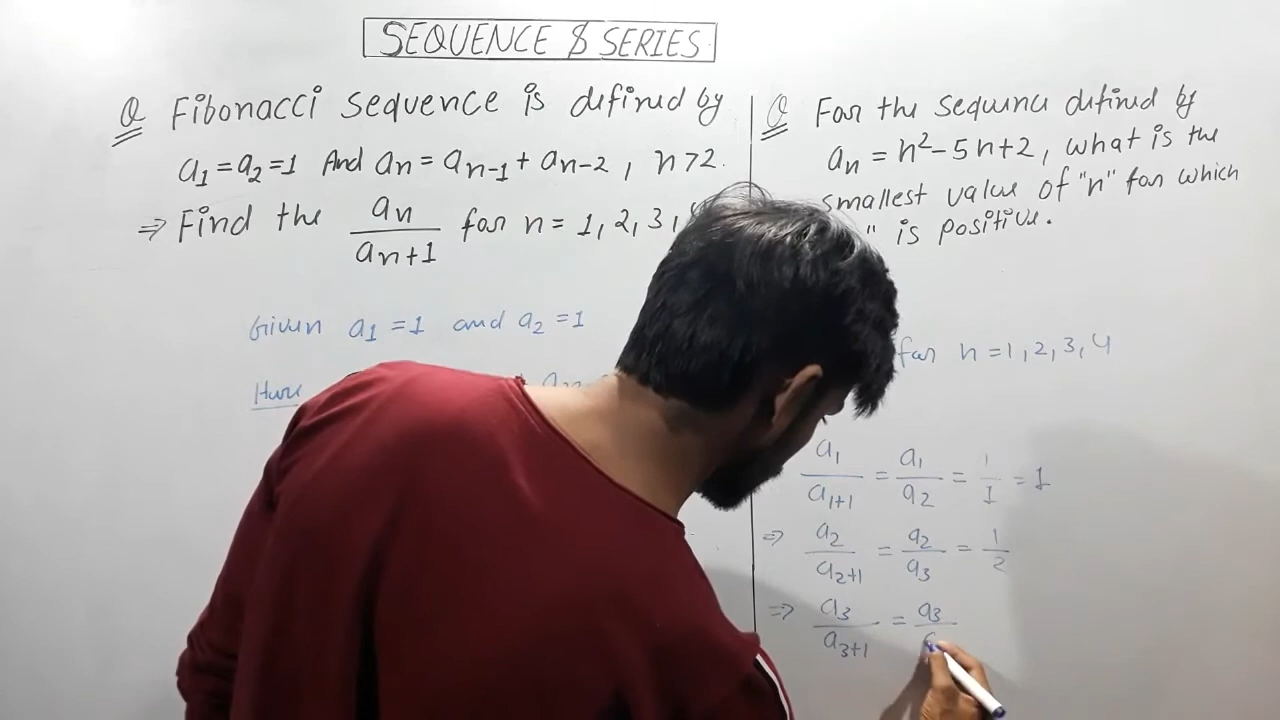 SEQUENCE & SERIES
Q Fibonacci sequence is defined by
a₁ = a₂ = 1 And aₙ = aₙ₋₁ + aₙ₋₂ , n > 2.
⇒ Find the aₙ/aₙ₊₁ for n = 1, 2, 3,
Given a₁ = 1 and a₂ = 1
Here
Q For the sequence defined by
aₙ = n² - 5n + 2, what is the
smallest value of "n" for which
" is positive.
for n = 1, 2, 3, 4
a₁/a₁₊₁ = a₁/a₂ = 1/1 = 1
⇒ a₂/a₂₊₁ = a₂/a₃ = 1/2
⇒ a₃/a₃₊₁ = a₃/